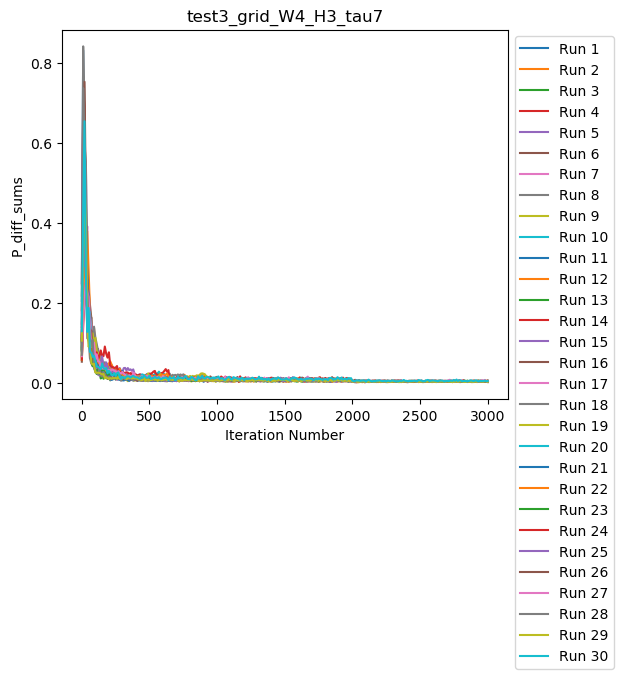 test3_grid_W4_H3_tau7
P_diff_sums
0.8
0.6
0.4
0.2
0.0
0
500
1000
1500
2000
2500
3000
Iteration Number
Run 1
Run 2
Run 3
Run 4
Run 5
Run 6
Run 7
Run 8
Run 9
Run 10
Run 11
Run 12
Run 13
Run 14
Run 15
Run 16
Run 17
Run 18
Run 19
Run 20
Run 21
Run 22
Run 23
Run 24
Run 25
Run 26
Run 27
Run 28
Run 29
Run 30